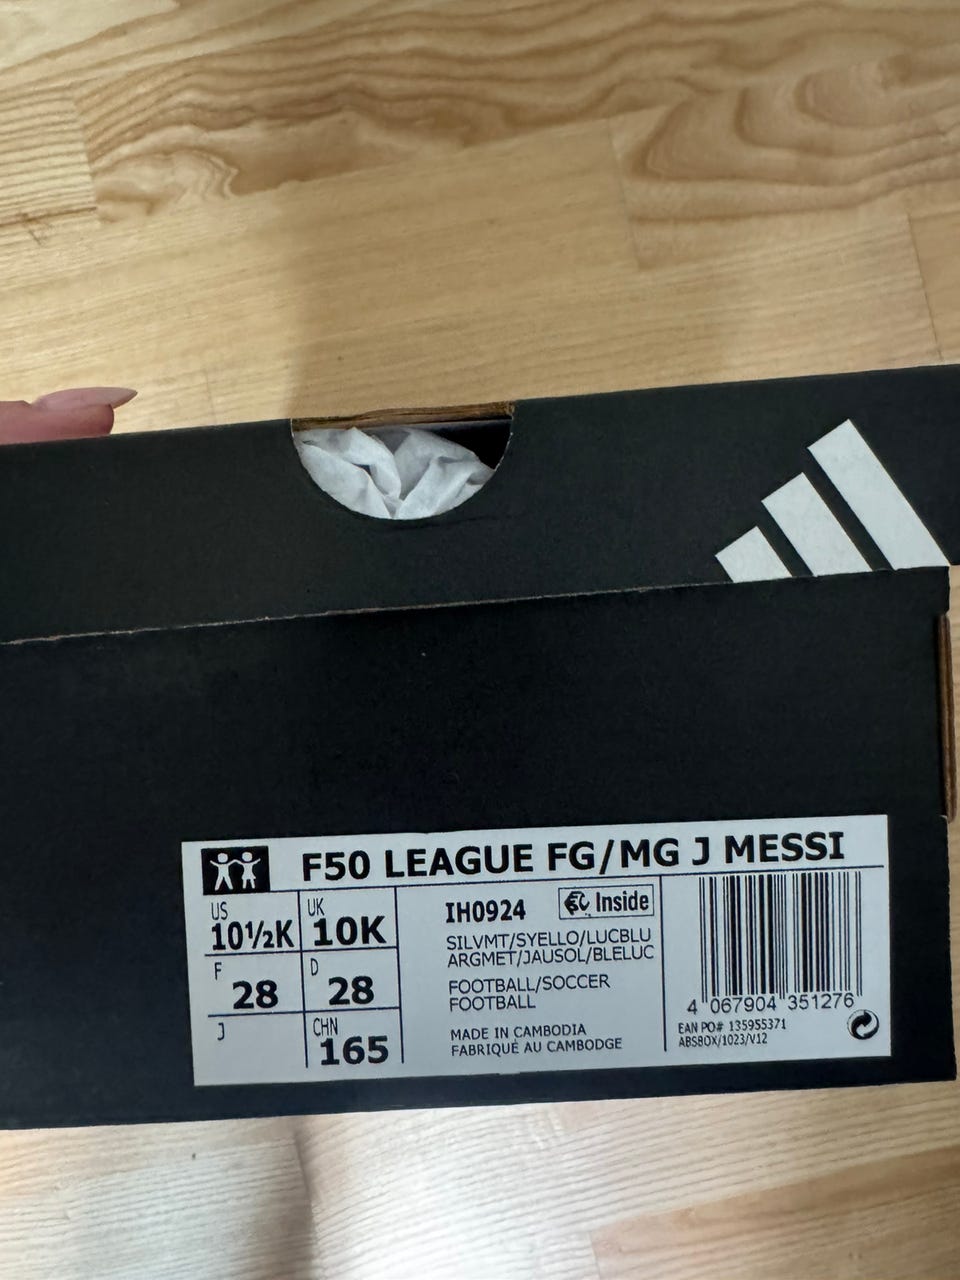 F50 LEAGUE FG/MG J MESSI
US
10½K
UK
10K
F
28
D
28
J
CHN
165
IH0924
Inside
SILVMT/SYELLO/LUCBLU
ARGMET/JAUSOL/BLELUC
FOOTBALL/SOCCER
FOOTBALL
MADE IN CAMBODIA
FABRIQUÉ AU CAMBODGE
4 067904 351276
EAN PO# 135955371
ABSBOX/1023/V12